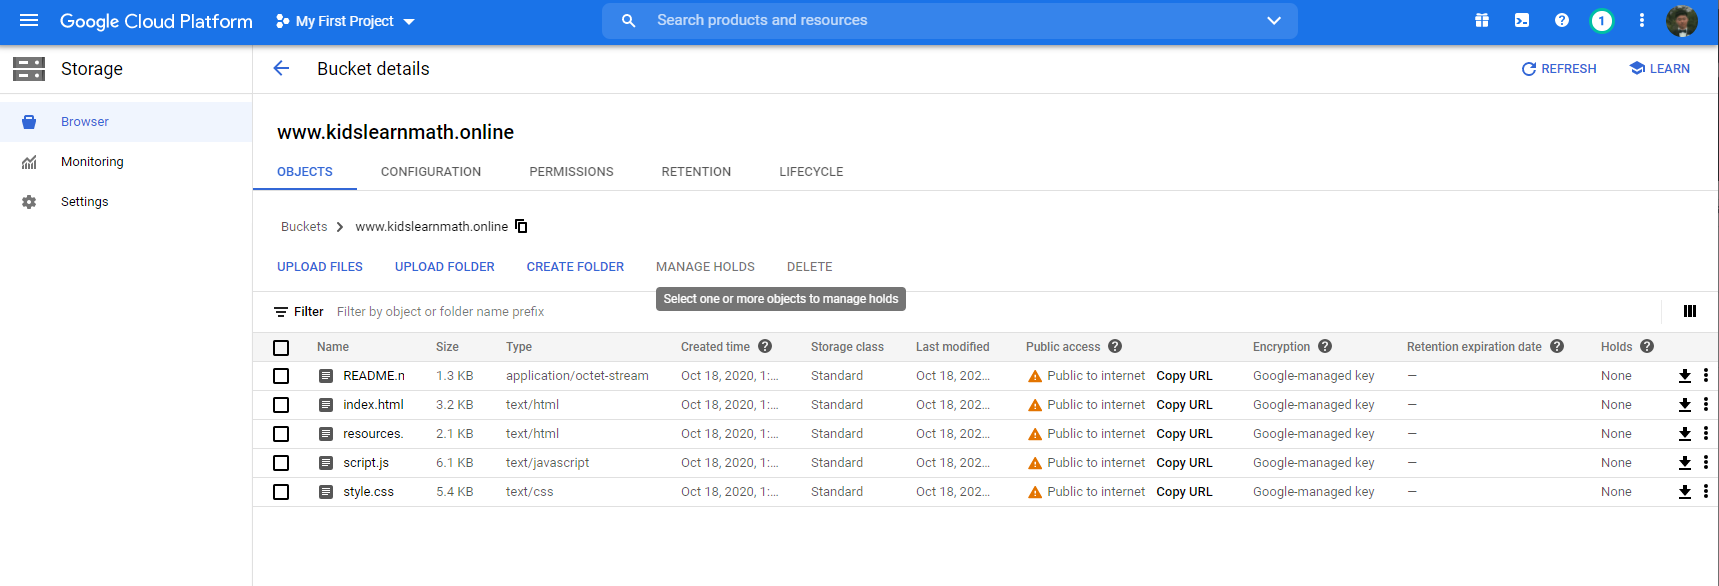 Google Cloud Platform My First Project Search products and resources 1
Storage Bucket details REFRESH LEARN
Browser
Monitoring
Settings
www.kidslearnmath.online
OBJECTS CONFIGURATION PERMISSIONS RETENTION LIFECYCLE
Buckets www.kidslearnmath.online
UPLOAD FILES UPLOAD FOLDER CREATE FOLDER MANAGE HOLDS DELETE
Select one or more objects to manage holds
Filter Filter by object or folder name prefix
Name Size Type Created time Storage class Last modified Public access Encryption Retention expiration date Holds
README.n 1.3 KB application/octet-stream Oct 18, 2020, 1:... Standard Oct 18, 202... Public to internet Copy URL Google-managed key — None
index.html 3.2 KB text/html Oct 18, 2020, 1:... Standard Oct 18, 202... Public to internet Copy URL Google-managed key — None
resources. 2.1 KB text/html Oct 18, 2020, 1:... Standard Oct 18, 202... Public to internet Copy URL Google-managed key — None
script.js 6.1 KB text/javascript Oct 18, 2020, 1:... Standard Oct 18, 202... Public to internet Copy URL Google-managed key — None
style.css 5.4 KB text/css Oct 18, 2020, 1:... Standard Oct 18, 202... Public to internet Copy URL Google-managed key — None